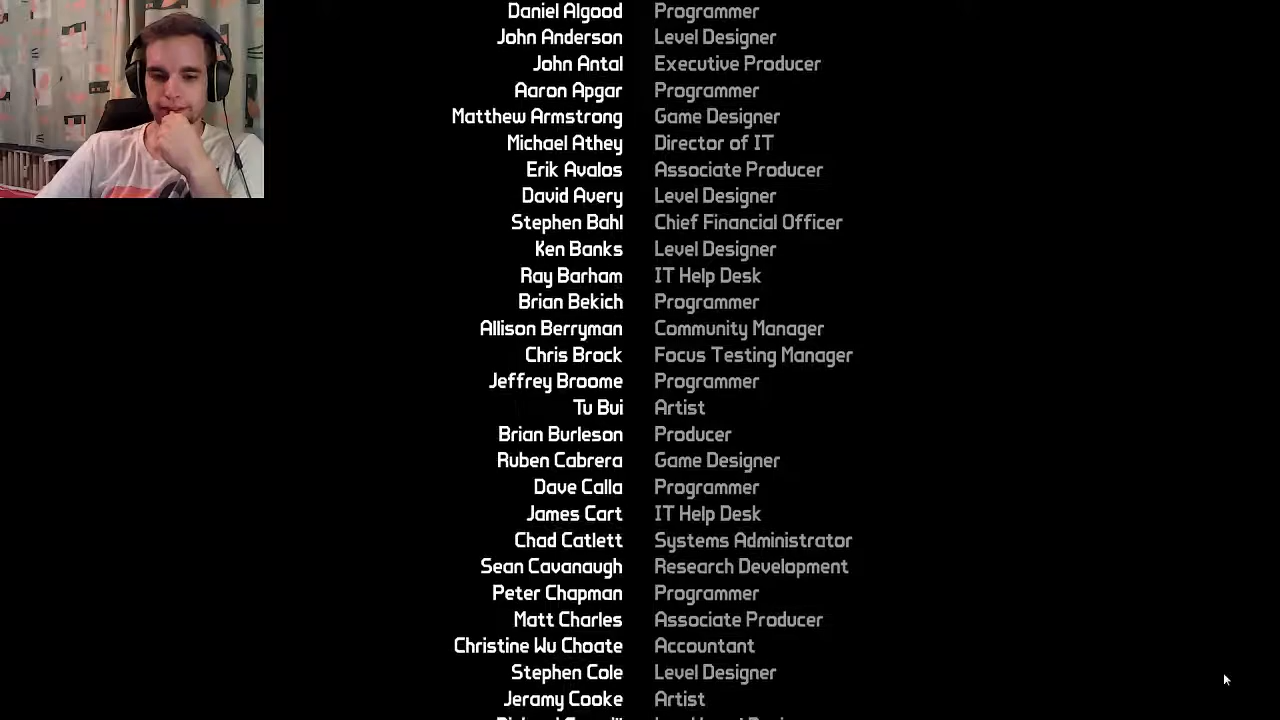 Daniel Algood Programmer
John Anderson Level Designer
John Antal Executive Producer
Aaron Apgar Programmer
Matthew Armstrong Game Designer
Michael Athey Director of IT
Erik Avalos Associate Producer
David Avery Level Designer
Stephen Bahl Chief Financial Officer
Ken Banks Level Designer
Ray Barham IT Help Desk
Brian Bekich Programmer
Allison Berryman Community Manager
Chris Brock Focus Testing Manager
Jeffrey Broome Programmer
Tu Bui Artist
Brian Burleson Producer
Ruben Cabrera Game Designer
Dave Calla Programmer
James Cart IT Help Desk
Chad Catlett Systems Administrator
Sean Cavanaugh Research Development
Peter Chapman Programmer
Matt Charles Associate Producer
Christine Wu Choate Accountant
Stephen Cole Level Designer
Jeramy Cooke Artist